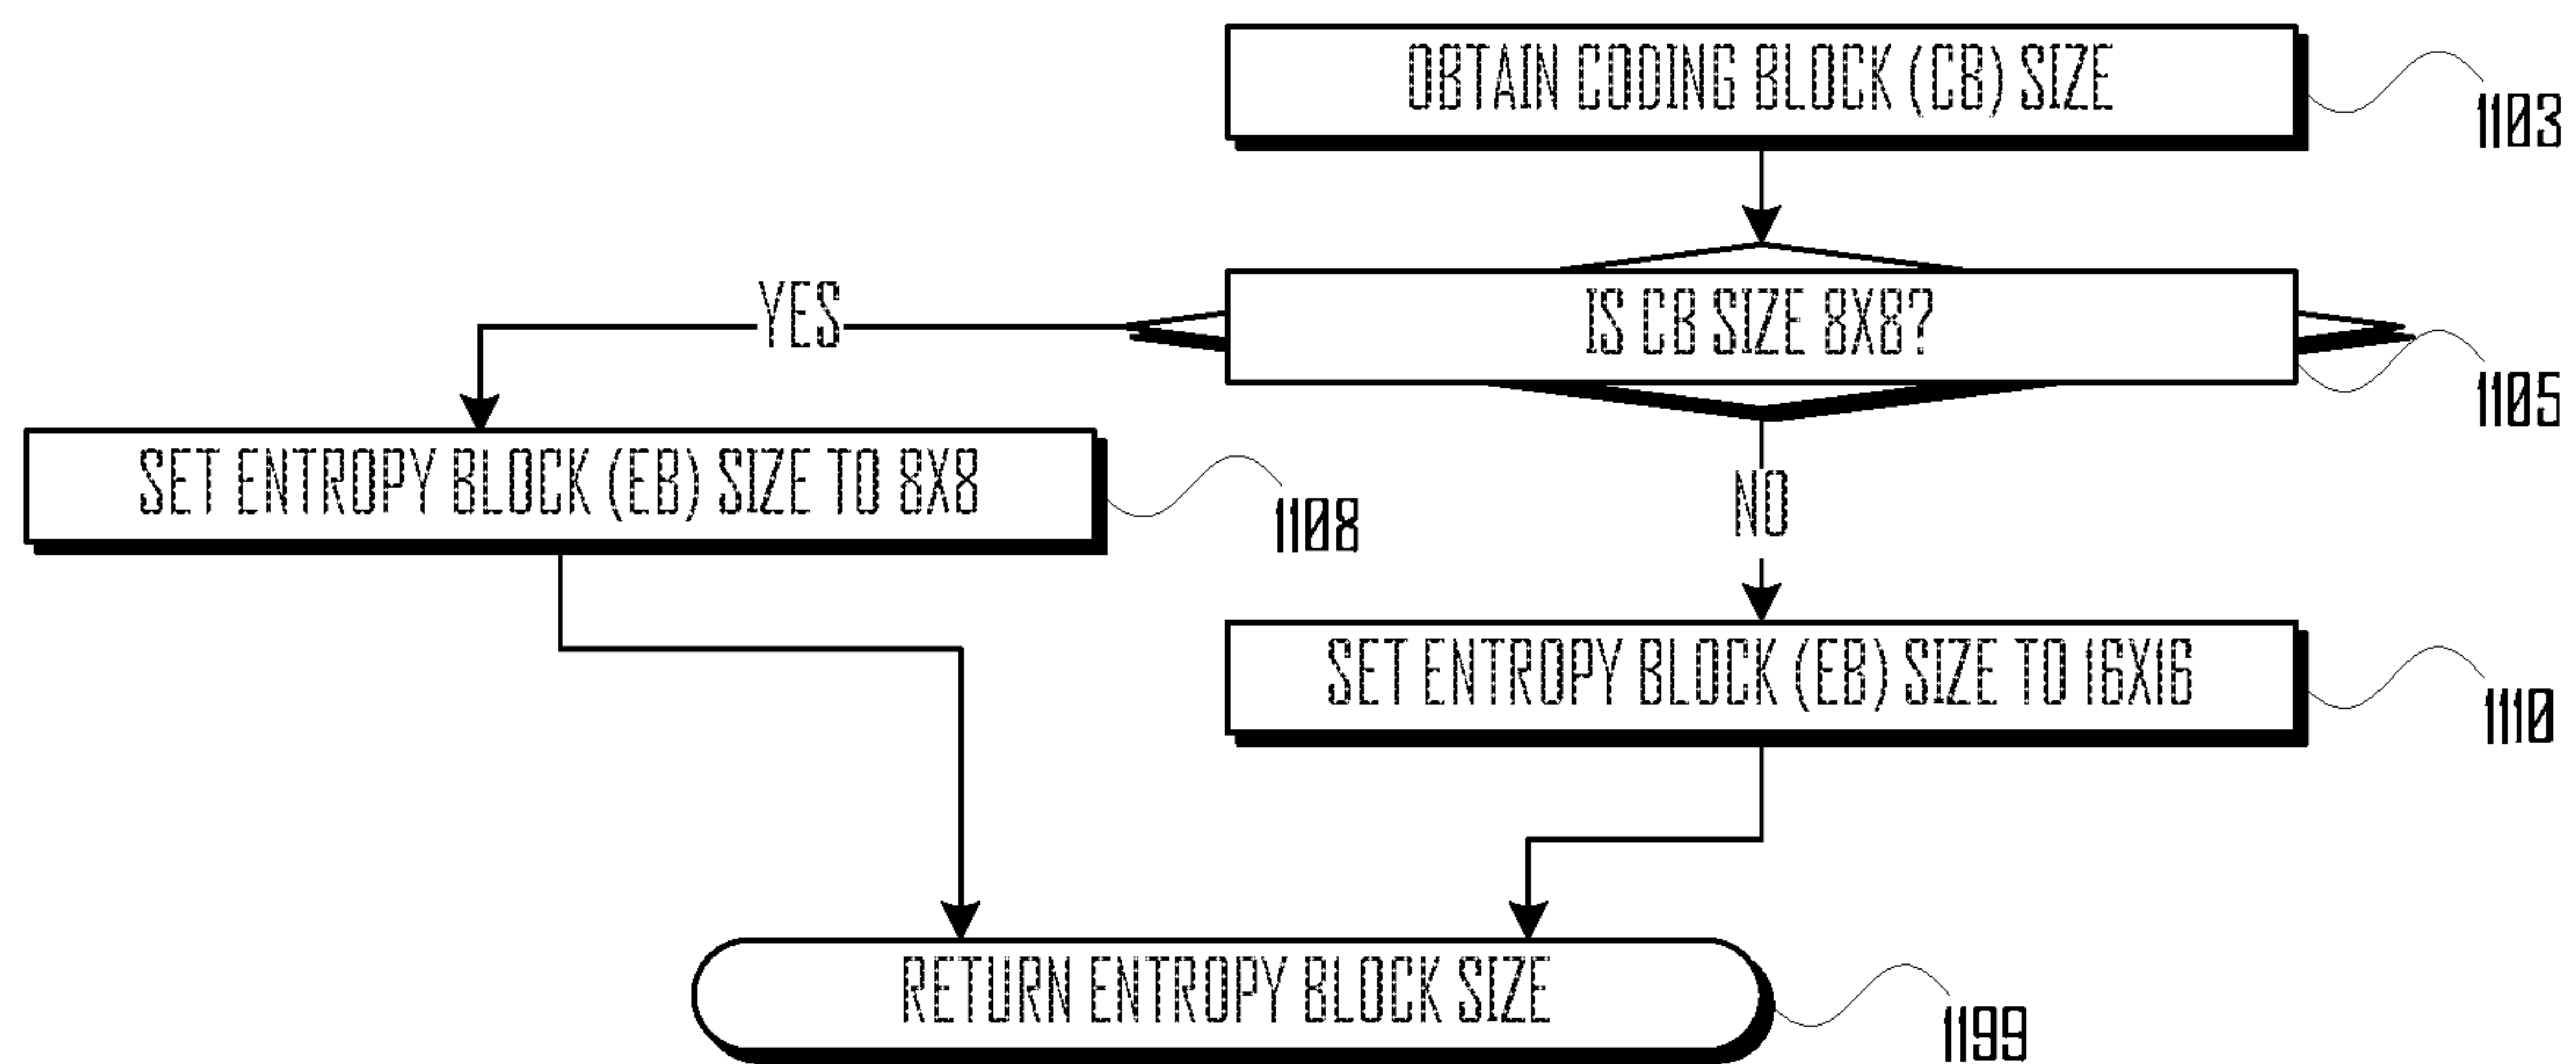 OBTAIN CODING BLOCK (CB) SIZE
1103
IS CB SIZE 8X8?
1105
YES
SET ENTROPY BLOCK (EB) SIZE TO 8X8
1108
NO
SET ENTROPY BLOCK (EB) SIZE TO 16X16
1110
RETURN ENTROPY BLOCK SIZE
1199